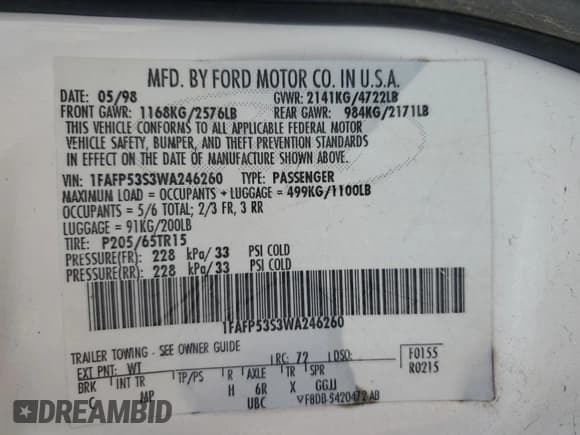 MFD. BY FORD MOTOR CO. IN U.S.A.
DATE: 05/98 GVWR: 2141KG/4722LB
FRONT GAWR: 1168KG/2576LB REAR GAWR: 984KG/2171LB
THIS VEHICLE CONFORMS TO ALL APPLICABLE FEDERAL MOTOR
VEHICLE SAFETY, BUMPER, AND THEFT PREVENTION STANDARDS
IN EFFECT ON THE DATE OF MANUFACTURE SHOWN ABOVE.
VIN: 1FAFP53S3WA246260 TYPE: PASSENGER
MAXIMUM LOAD = OCCUPANTS + LUGGAGE = 499KG/1100LB
OCCUPANTS = 5/6 TOTAL; 2/3 FR, 3 RR
LUGGAGE = 91KG/200LB
TIRE: P205/65TR15
PRESSURE(FR): 228 kPa/ 33 PSI COLD
PRESSURE(RR): 228 kPa/ 33 PSI COLD
1FAFP53S3WA246260
TRAILER TOWING - SEE OWNER GUIDE
EXT PNT: WT RC: 72 DSO: F0155
BRK INT TR TP/PS R AXLE TR SPR R0215
C MP H 6R X GGJJ
UBC F8DB-5420472-AB
DREAMBID